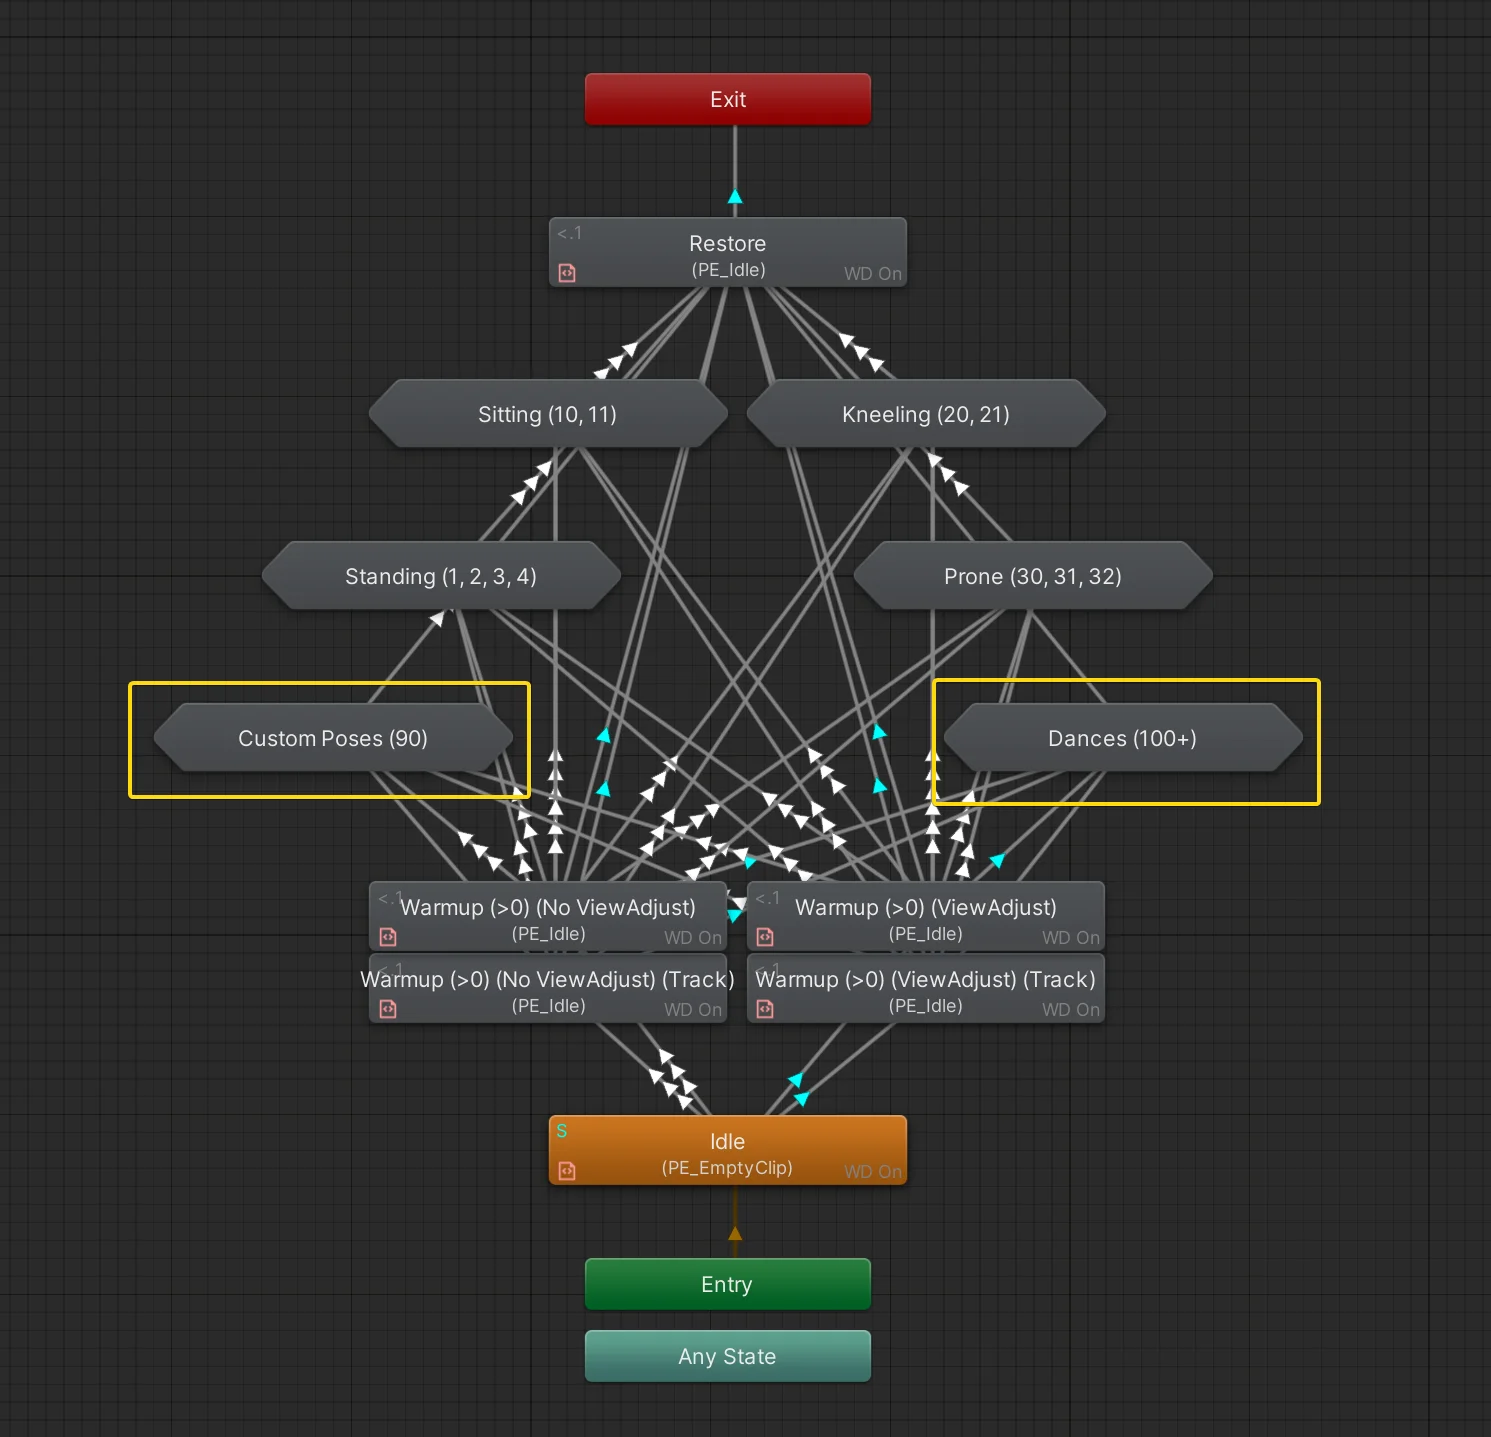 Exit
<.1
Restore
(PE_Idle)
WD On
Sitting (10, 11)
Kneeling (20, 21)
Standing (1, 2, 3, 4)
Prone (30, 31, 32)
Custom Poses (90)
Dances (100+)
<.1
Warmup (>0) (No ViewAdjust)
(PE_Idle)
WD On
<.1
Warmup (>0) (ViewAdjust)
(PE_Idle)
WD On
<.1
Warmup (>0) (No ViewAdjust) (Track)
(PE_Idle)
WD On
<.1
Warmup (>0) (ViewAdjust) (Track)
(PE_Idle)
WD On
S
Idle
(PE_EmptyClip)
WD On
Entry
Any State